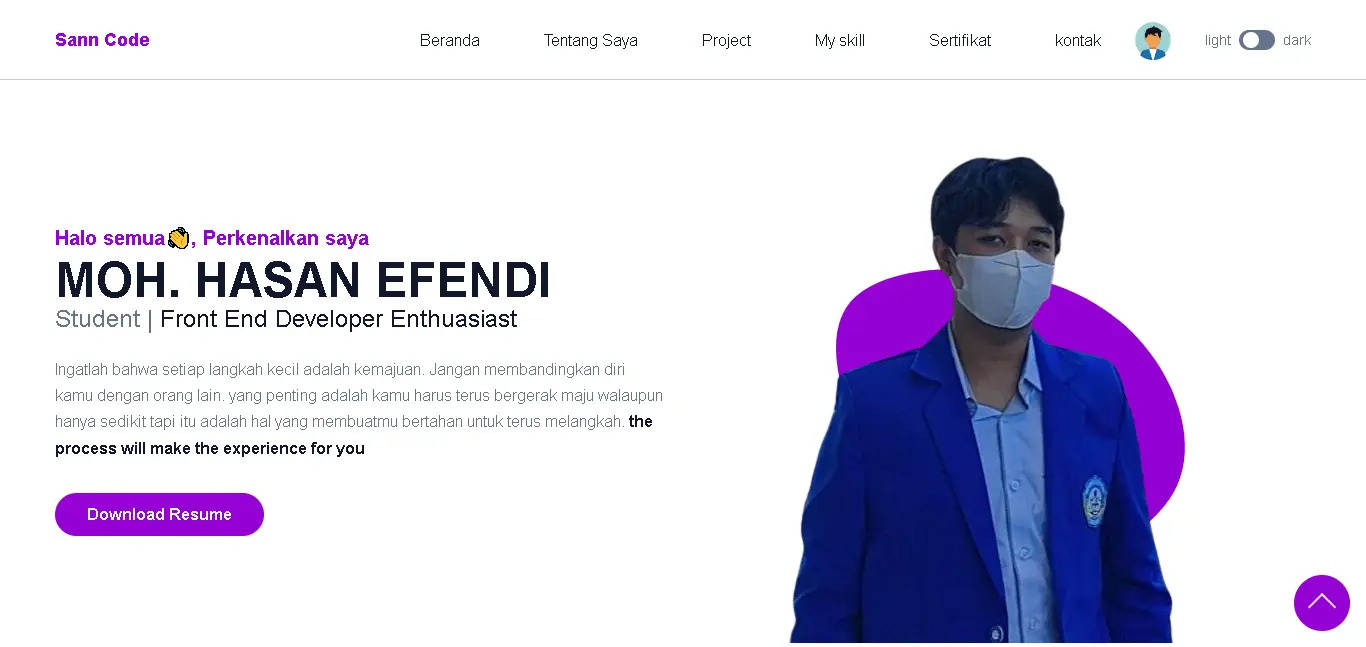 Sann Code
Beranda
Tentang Saya
Project
My skill
Sertifikat
kontak
light
dark
Halo semua👋, Perkenalkan saya
MOH. HASAN EFENDI
Student | Front End Developer Enthuasiast
Ingatlah bahwa setiap langkah kecil adalah kemajuan. Jangan membandingkan diri
kamu dengan orang lain. yang penting adalah kamu harus terus bergerak maju walaupun
hanya sedikit tapi itu adalah hal yang membuatmu bertahan untuk terus melangkah. the
process will make the experience for you
Download Resume